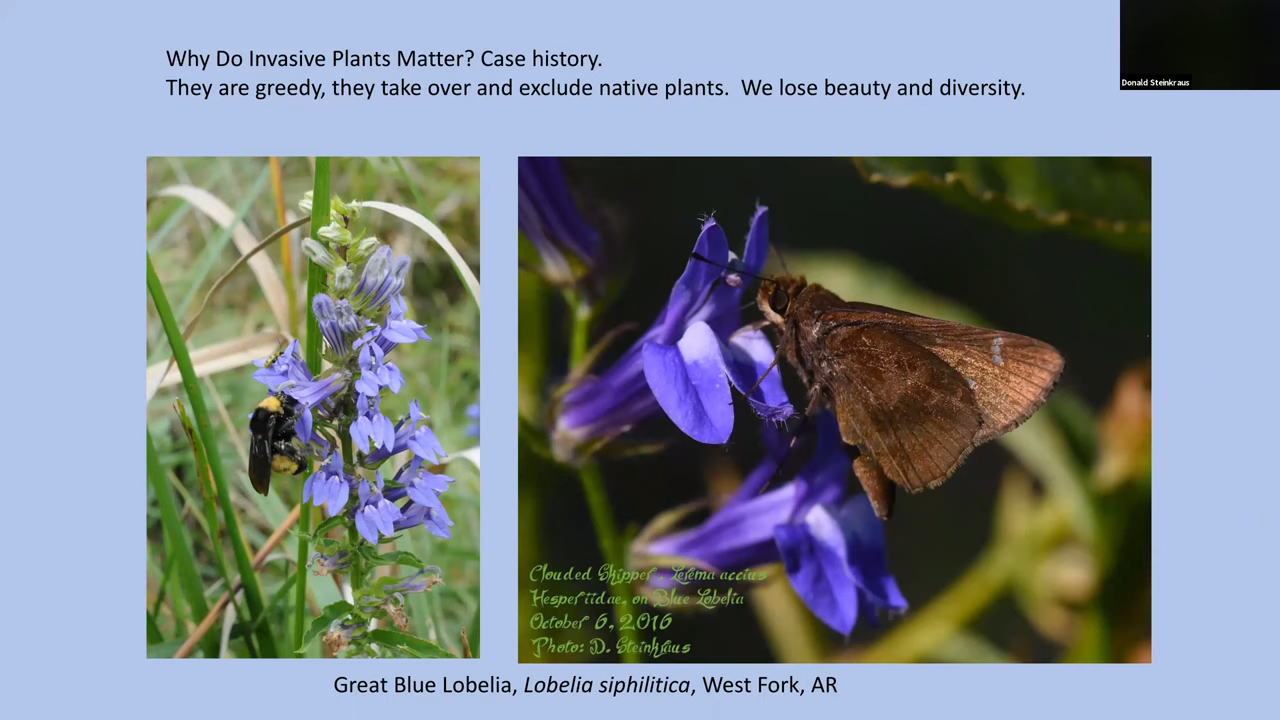 Why Do Invasive Plants Matter? Case history.
They are greedy, they take over and exclude native plants.  We lose beauty and diversity.
Donald Steinkraus
Clouded Skipper, Lerema accius
Hesperiidae, on Blue Lobelia
October 6, 2016
Photo: D. Steinkraus
Great Blue Lobelia, Lobelia siphilitica, West Fork, AR